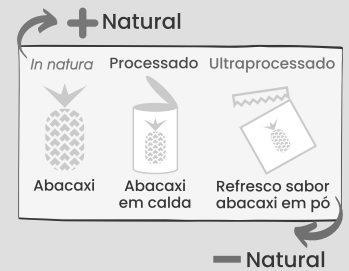 + Natural
In natura Processado Ultraprocessado
Abacaxi
Abacaxi
em calda
Refresco sabor
abacaxi em pó
− Natural